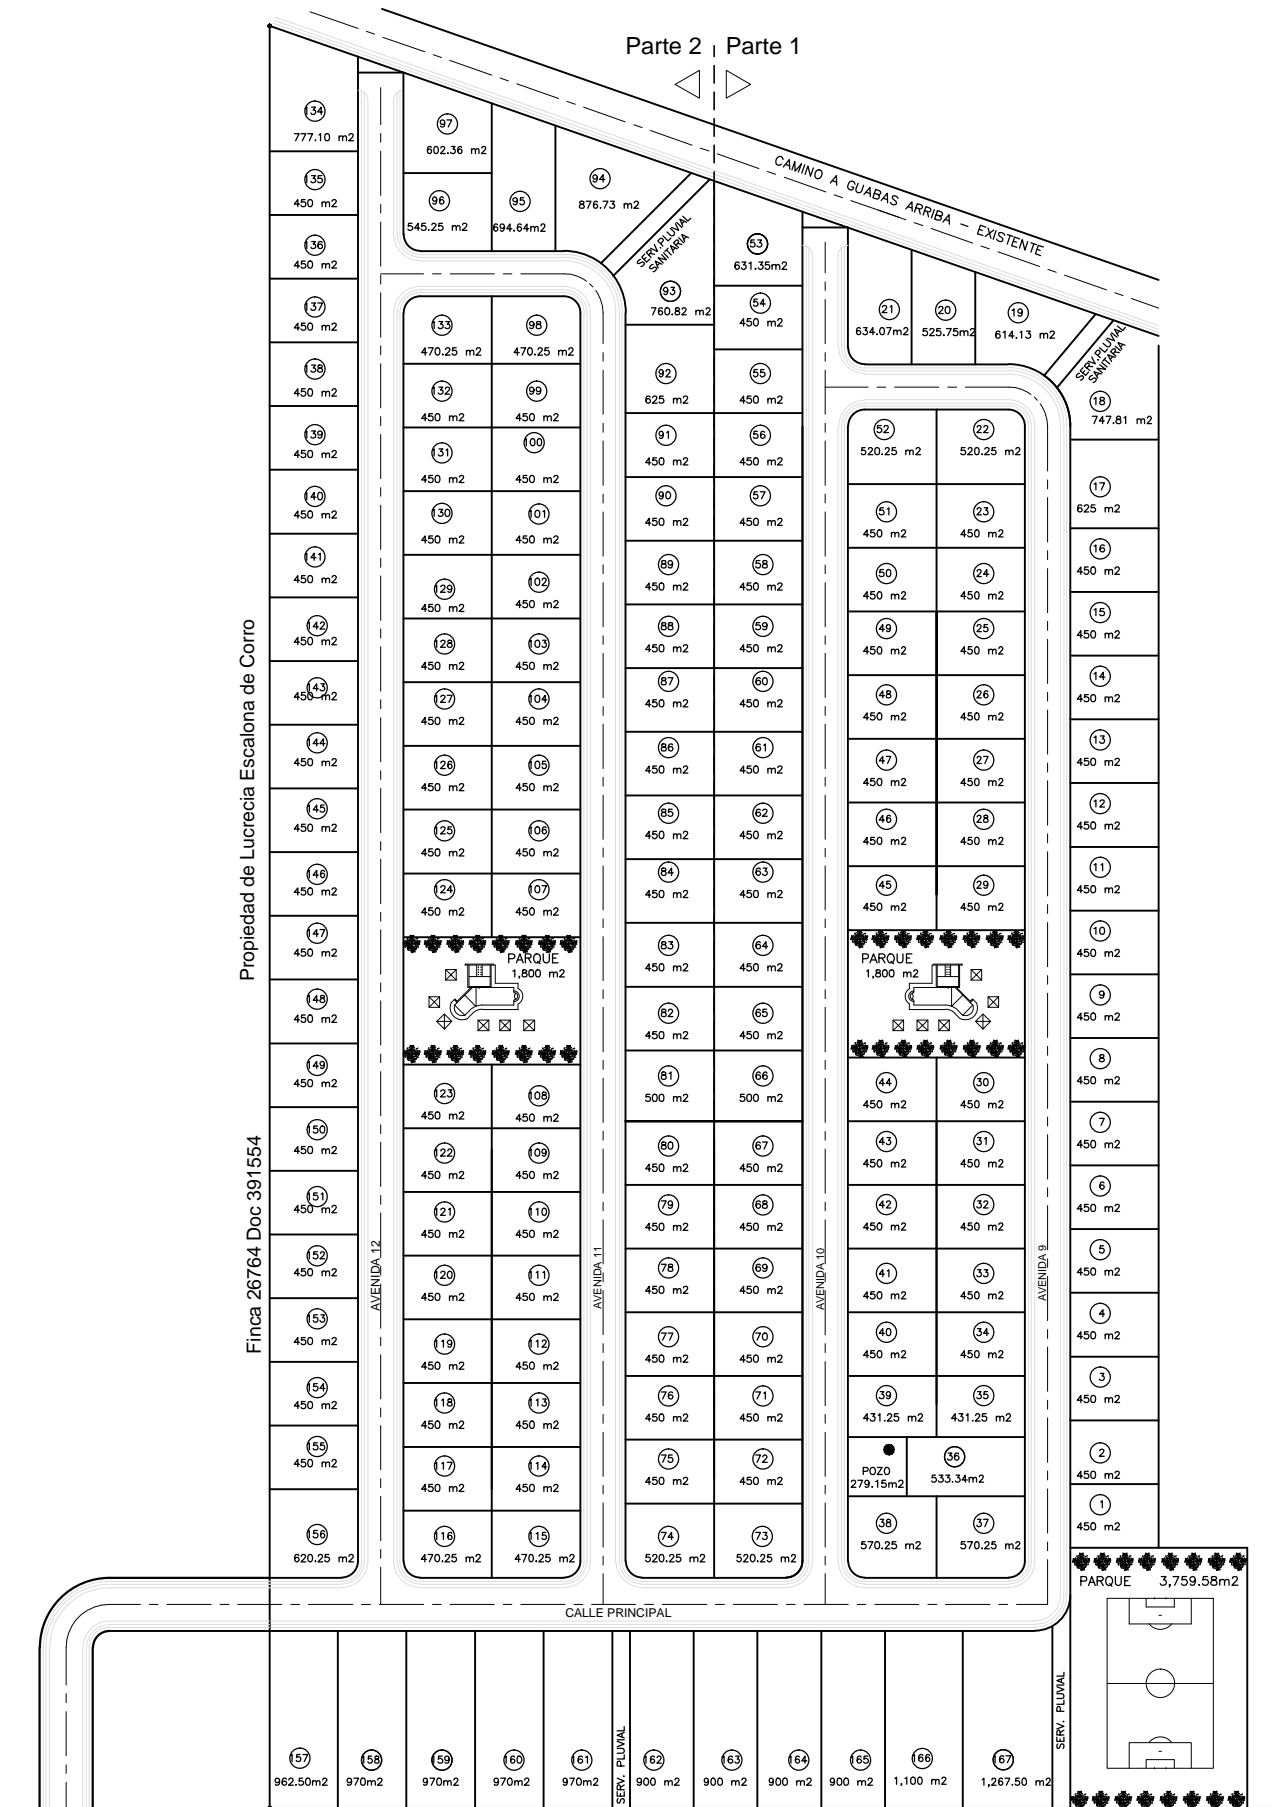 Parte 2
Parte 1
CAMINO A GUABAS ARRIBA - EXISTENTE
134
777.10 m2
135
450 m2
136
450 m2
137
450 m2
138
450 m2
139
450 m2
140
450 m2
141
450 m2
142
450 m2
143
450 m2
144
450 m2
145
450 m2
146
450 m2
147
450 m2
148
450 m2
149
450 m2
150
450 m2
151
450 m2
152
450 m2
153
450 m2
154
450 m2
155
450 m2
156
620.25 m2
Propiedad de Lucrecia Escalona de Corro
Finca 26764 Doc 391554
AVENIDA 12
97
602.36 m2
96
545.25 m2
95
694.64m2
94
876.73 m2
SERV.PLUVIAL
SANITARIA
93
760.82 m2
133
470.25 m2
98
470.25 m2
132
450 m2
99
450 m2
131
450 m2
100
450 m2
130
450 m2
101
450 m2
129
450 m2
102
450 m2
128
450 m2
103
450 m2
127
450 m2
104
450 m2
126
450 m2
105
450 m2
125
450 m2
106
450 m2
124
450 m2
107
450 m2
PARQUE
1,800 m2
123
450 m2
108
450 m2
122
450 m2
109
450 m2
121
450 m2
110
450 m2
120
450 m2
111
450 m2
119
450 m2
112
450 m2
118
450 m2
113
450 m2
117
450 m2
114
450 m2
116
470.25 m2
115
470.25 m2
AVENIDA 11
53
631.35m2
54
450 m2
92
625 m2
55
450 m2
91
450 m2
56
450 m2
90
450 m2
57
450 m2
89
450 m2
58
450 m2
88
450 m2
59
450 m2
87
450 m2
60
450 m2
86
450 m2
61
450 m2
85
450 m2
62
450 m2
84
450 m2
63
450 m2
83
450 m2
64
450 m2
82
450 m2
65
450 m2
81
500 m2
66
500 m2
80
450 m2
67
450 m2
79
450 m2
68
450 m2
78
450 m2
69
450 m2
77
450 m2
70
450 m2
76
450 m2
71
450 m2
75
450 m2
72
450 m2
74
520.25 m2
73
520.25 m2
AVENIDA 10
21
634.07m2
20
525.75m2
19
614.13 m2
SERV.PLUVIAL
SANITARIA
18
747.81 m2
52
520.25 m2
22
520.25 m2
51
450 m2
23
450 m2
50
450 m2
24
450 m2
49
450 m2
25
450 m2
48
450 m2
26
450 m2
47
450 m2
27
450 m2
46
450 m2
28
450 m2
45
450 m2
29
450 m2
PARQUE
1,800 m2
44
450 m2
30
450 m2
43
450 m2
31
450 m2
42
450 m2
32
450 m2
41
450 m2
33
450 m2
40
450 m2
34
450 m2
39
431.25 m2
35
431.25 m2
POZO
279.15m2
36
533.34m2
38
570.25 m2
37
570.25 m2
AVENIDA 9
17
625 m2
16
450 m2
15
450 m2
14
450 m2
13
450 m2
12
450 m2
11
450 m2
10
450 m2
9
450 m2
8
450 m2
7
450 m2
6
450 m2
5
450 m2
4
450 m2
3
450 m2
2
450 m2
1
450 m2
PARQUE 3,759.58m2
CALLE PRINCIPAL
157
962.50m2
158
970m2
159
970m2
160
970m2
161
970m2
SERV. PLUVIAL
162
900 m2
163
900 m2
164
900 m2
165
900 m2
166
1,100 m2
167
1,267.50 m2
SERV. PLUVIAL